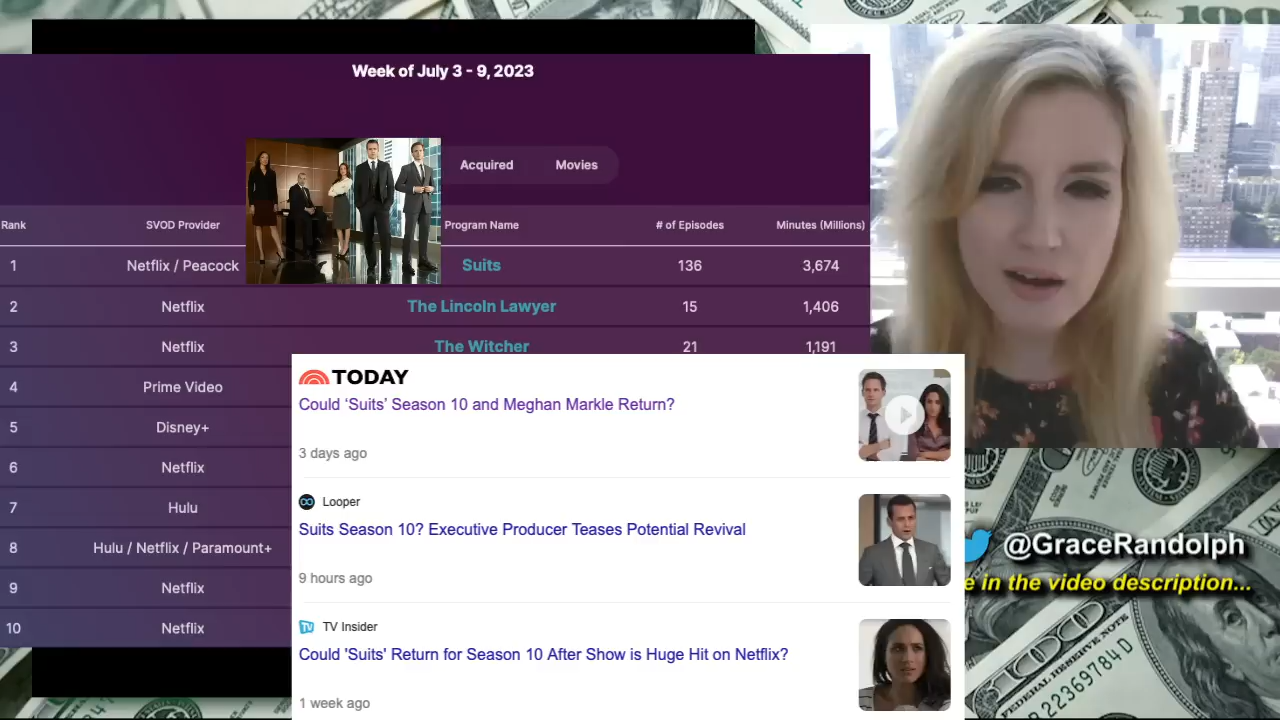 100
Week of July 3 - 9, 2023
Acquired Movies
Rank SVOD Provider Program Name # of Episodes Minutes (Millions)
1 Netflix / Peacock Suits 136 3,674
2 Netflix The Lincoln Lawyer 15 1,406
3 Netflix The Witcher 21 1,191
4 Prime Video
5 Disney+
6 Netflix
7 Hulu
8 Hulu / Netflix / Paramount+
9 Netflix
10 Netflix
TODAY
Could ‘Suits’ Season 10 and Meghan Markle Return?
3 days ago
Looper
Suits Season 10? Executive Producer Teases Potential Revival
9 hours ago
TV Insider
Could 'Suits' Return for Season 10 After Show is Huge Hit on Netflix?
1 week ago
@GraceRandolph
e in the video description...
100
FEDERAL RESERVE NOTE